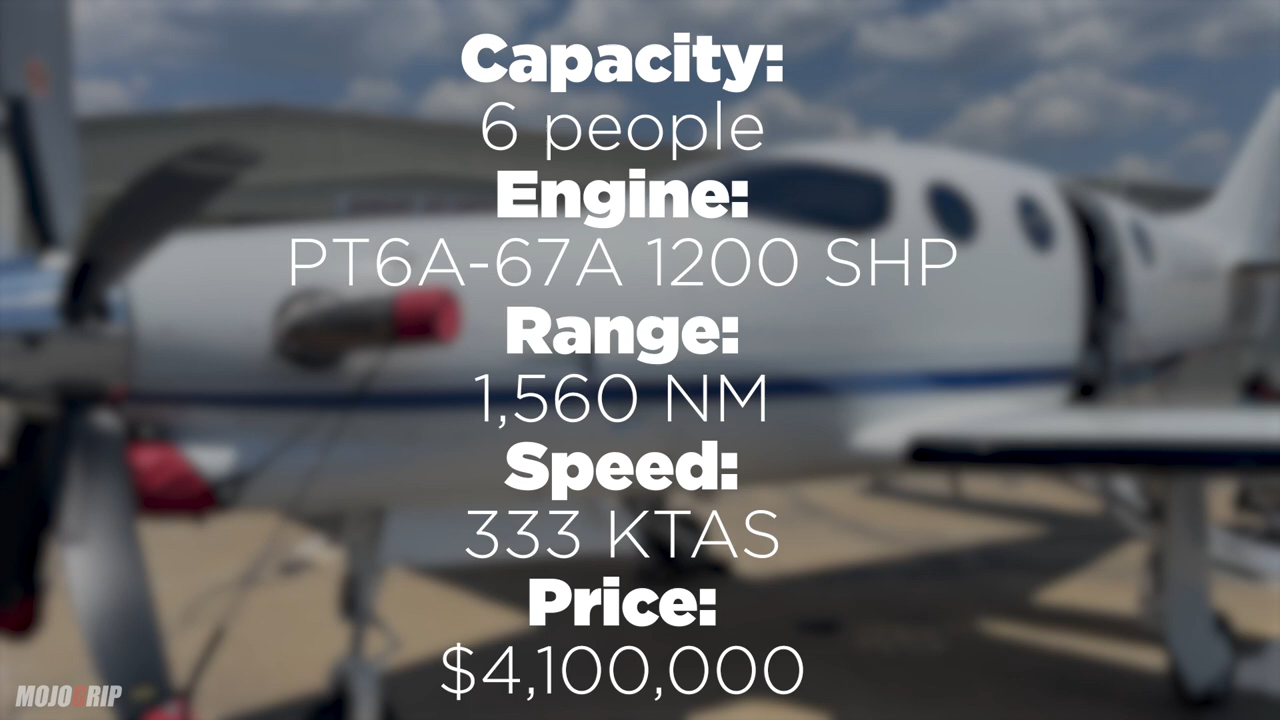 Capacity:
6 people
Engine:
PT6A-67A 1200 SHP
Range:
1,560 NM
Speed:
333 KTAS
Price:
$4,100,000
MOJOGRIP